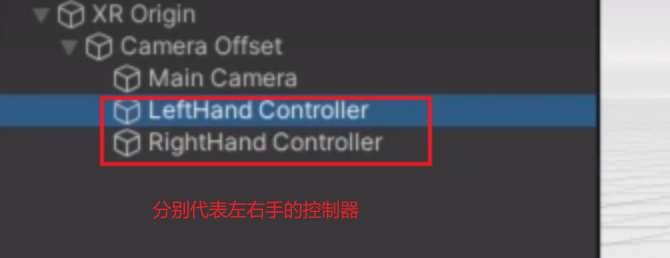 XR Origin
Camera Offset
Main Camera
LeftHand Controller
RightHand Controller
分别代表左右手的控制器